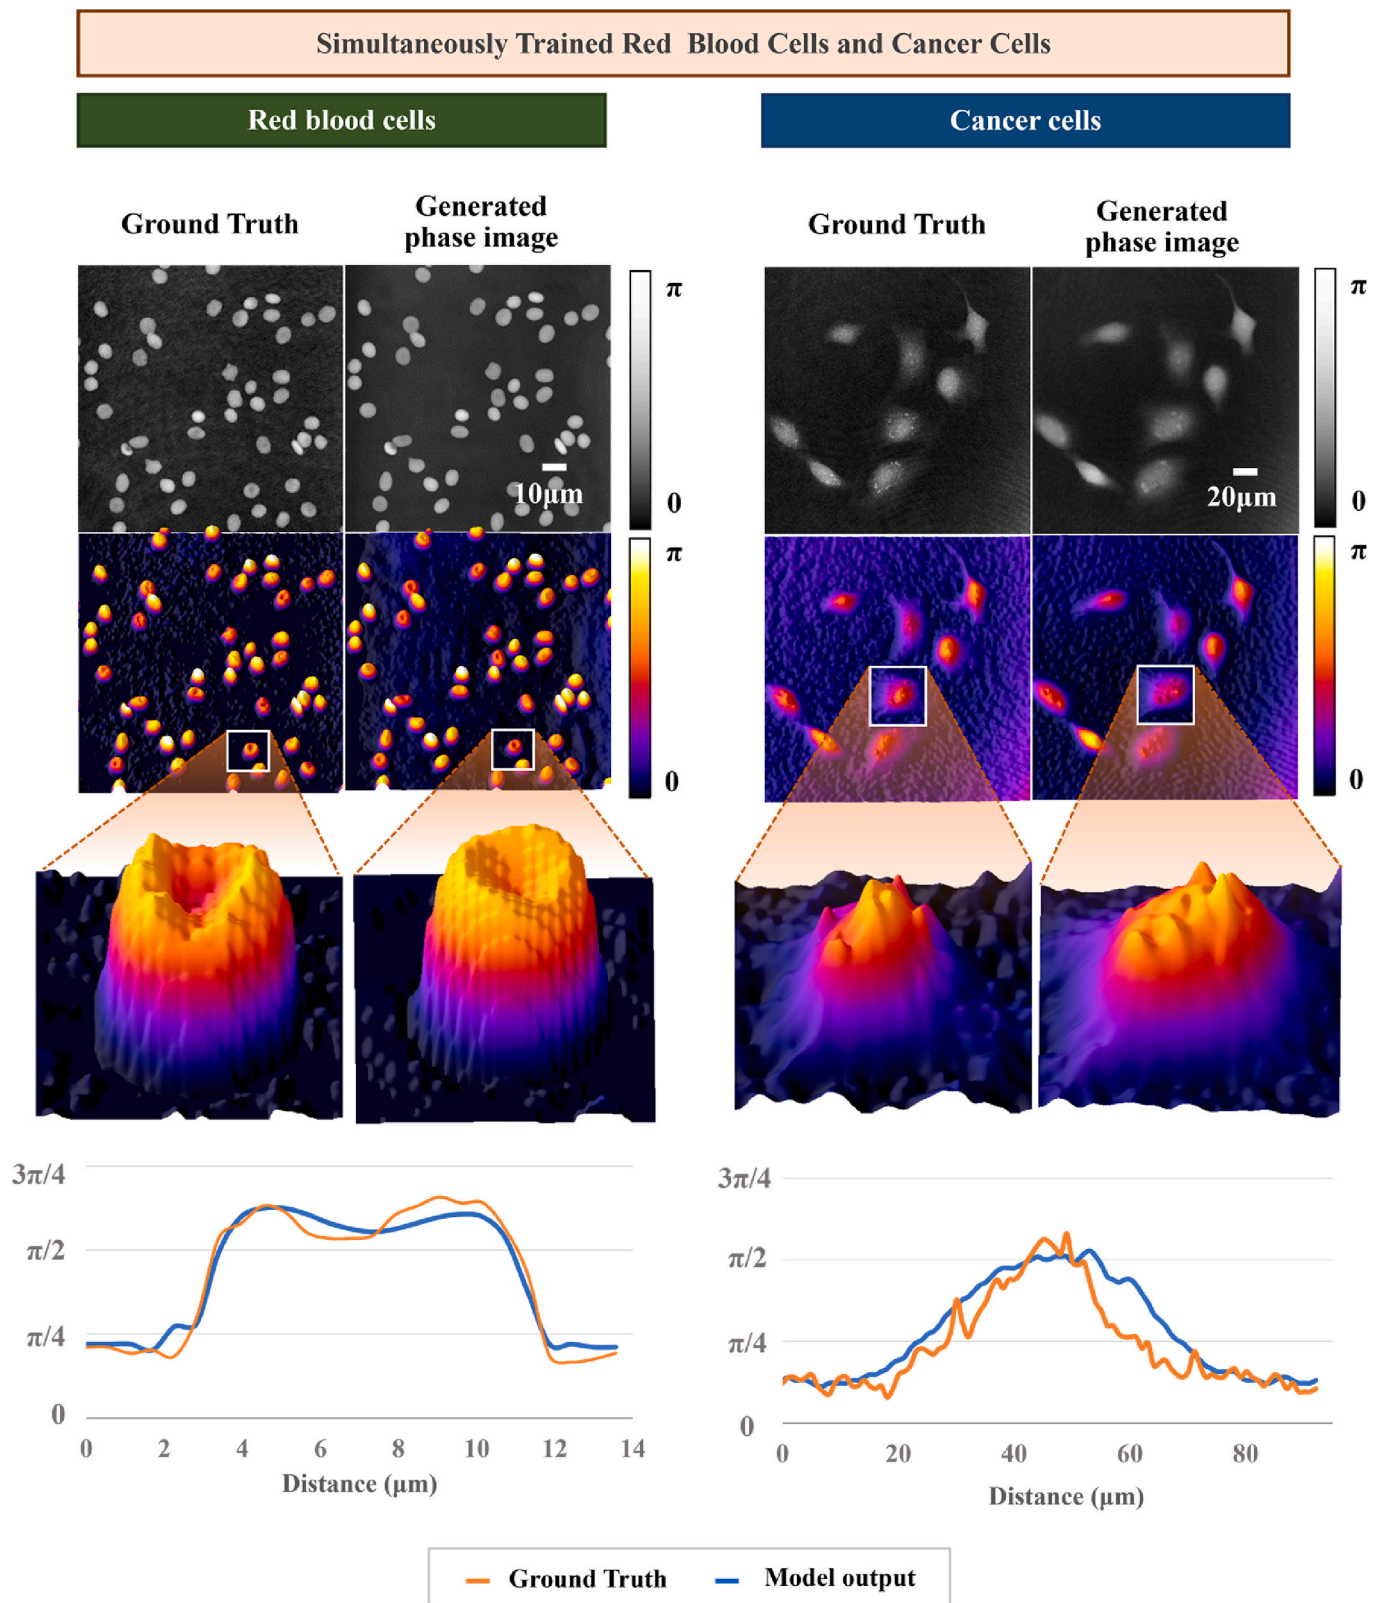 Simultaneously Trained Red Blood Cells and Cancer Cells
Red blood cells
Cancer cells
Ground Truth
Generated
phase image
Ground Truth
Generated
phase image
π
0
10μm
π
0
20μm
π
0
π
0
3π/4
π/2
π/4
0
0 2 4 6 8 10 12 14
Distance (μm)
3π/4
π/2
π/4
0
0 20 40 60 80
Distance (μm)
Ground Truth
Model output